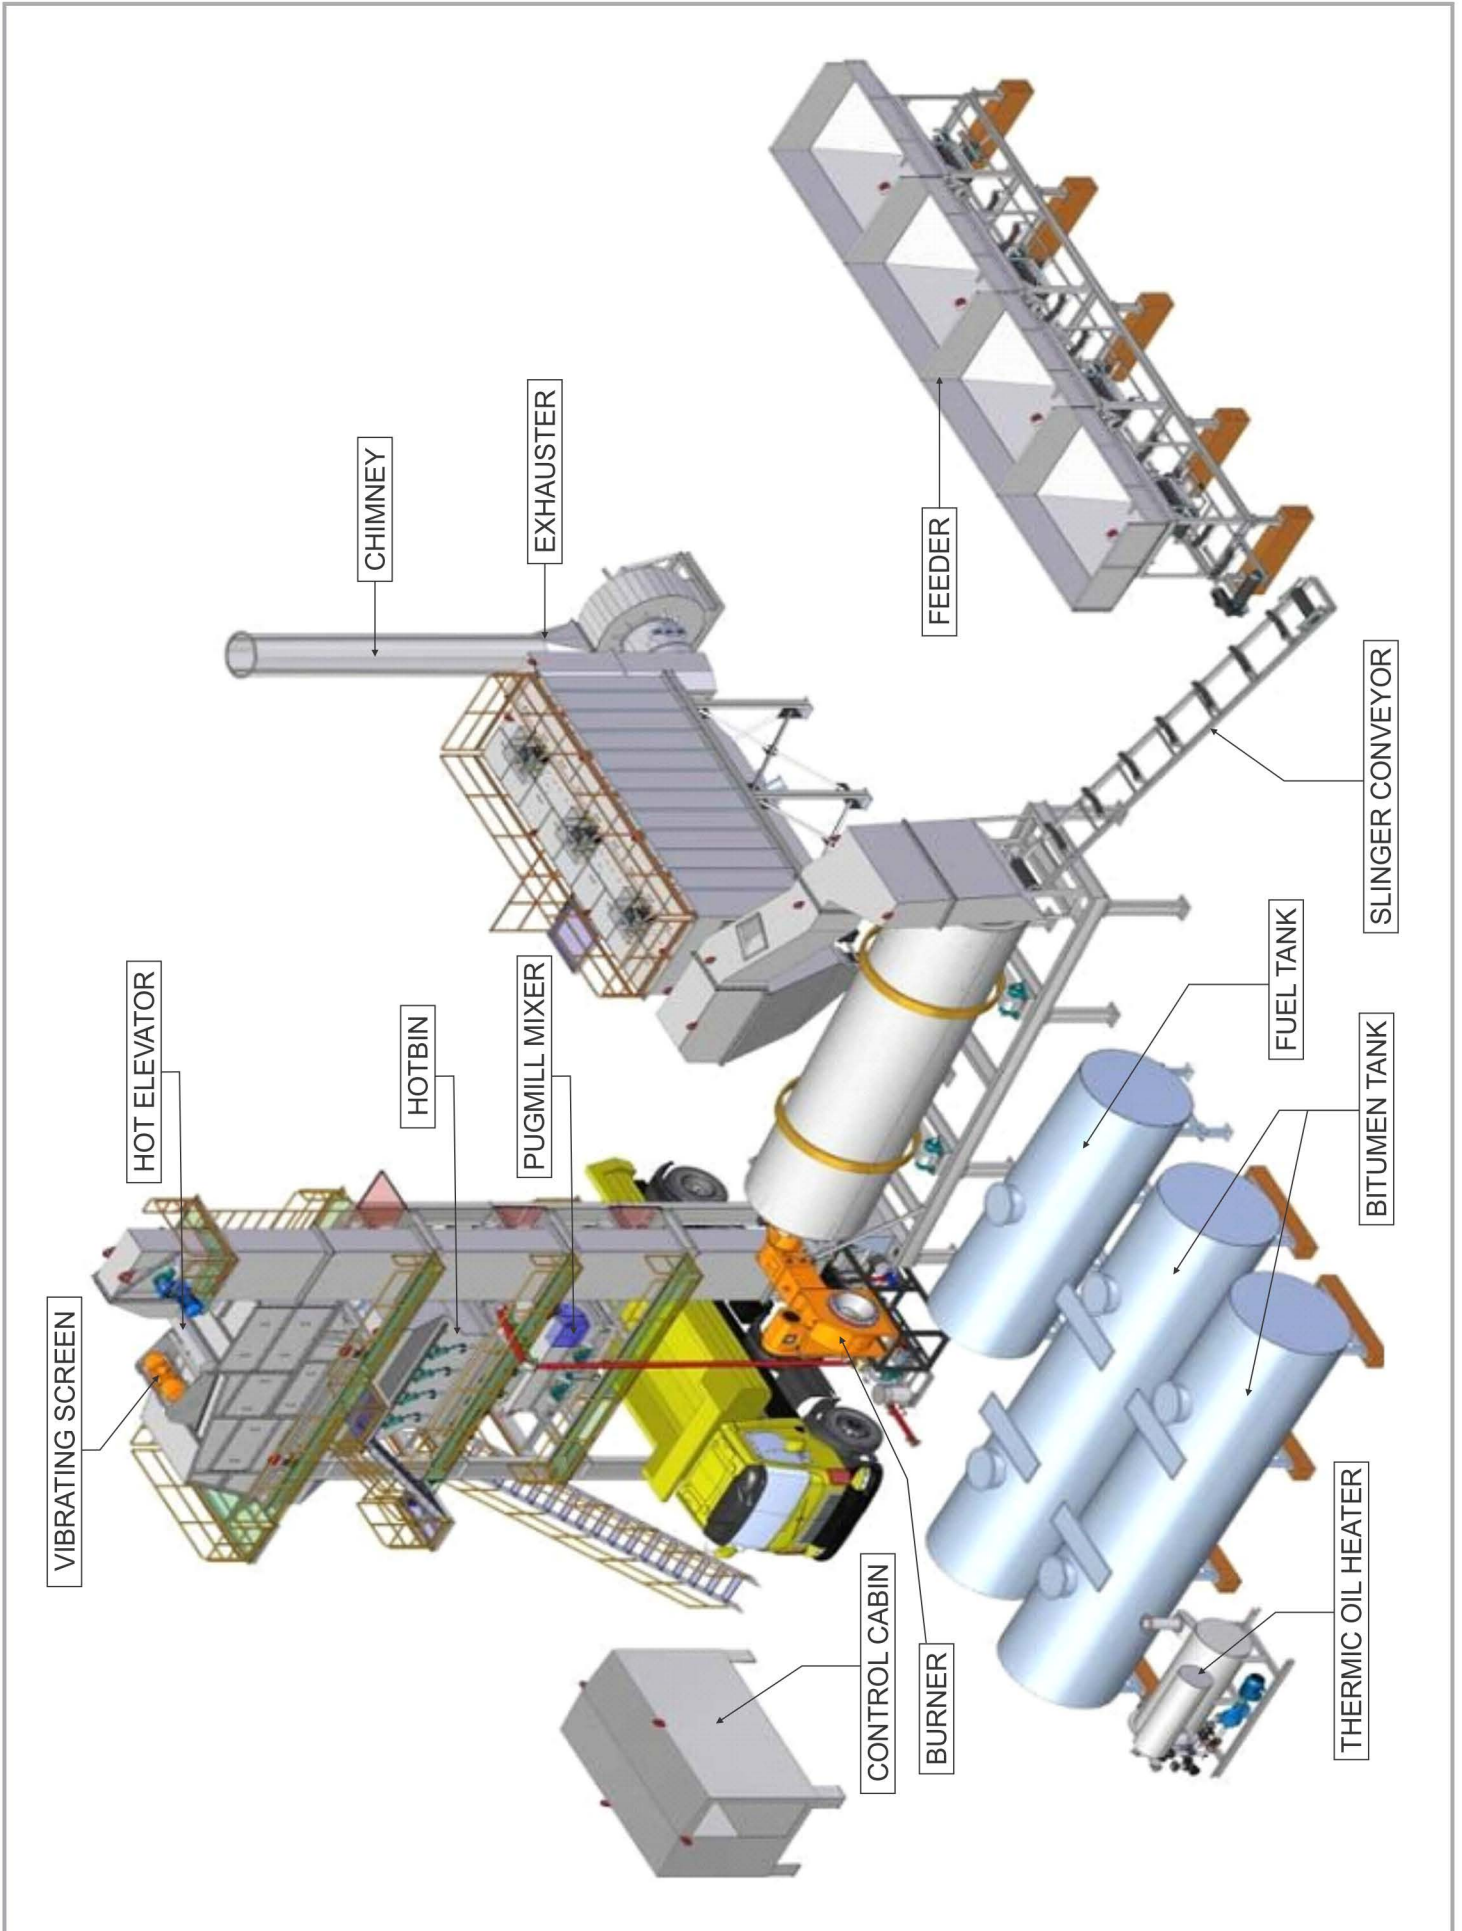 VIBRATING SCREEN
HOT ELEVATOR
HOTBIN
PUGMILL MIXER
CHIMNEY
EXHAUSTER
FEEDER
CONTROL CABIN
BURNER
SLINGER CONVEYOR
FUEL TANK
BITUMEN TANK
THERMIC OIL HEATER